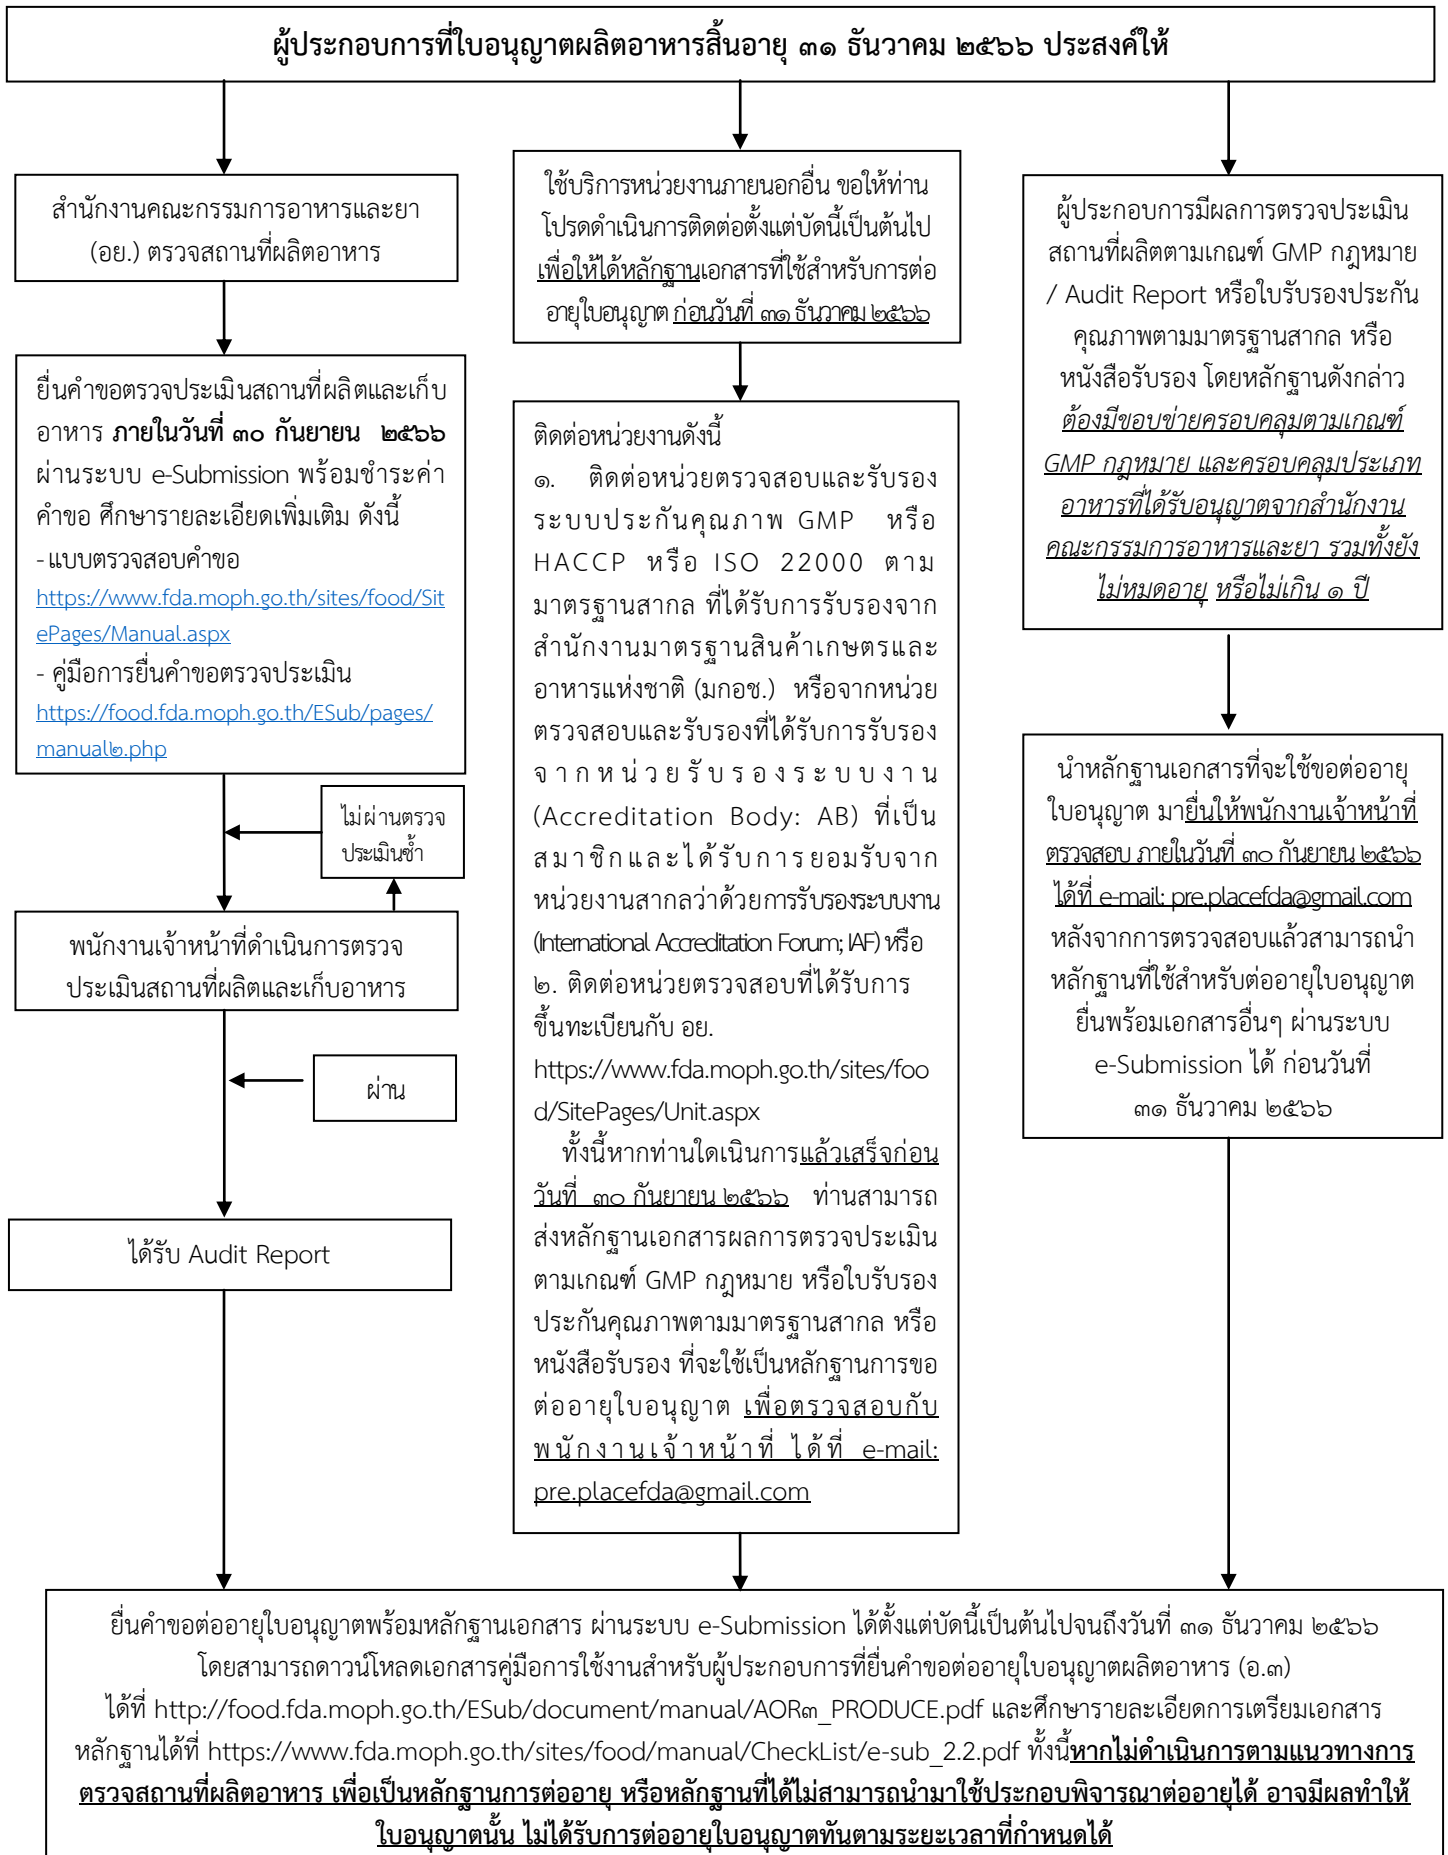 ผู้ประกอบการที่ใบอนุญาตผลิตอาหารสิ้นอายุ ๓๑ ธันวาคม ๒๕๖๖ ประสงค์ให้
สำนักงานคณะกรรมการอาหารและยา
(อย.) ตรวจสถานที่ผลิตอาหาร
ยื่นคำขอตรวจประเมินสถานที่ผลิตและเก็บ
อาหาร ภายในวันที่ ๓๐ กันยายน ๒๕๖๖
ผ่านระบบ e-Submission พร้อมชำระค่า
คำขอ ศึกษารายละเอียดเพิ่มเติม ดังนี้
- แบบตรวจสอบคำขอ
https://www.fda.moph.go.th/sites/food/Sit
ePages/Manual.aspx
- คู่มือการยื่นคำขอตรวจประเมิน
https://food.fda.moph.go.th/ESub/pages/
manual๒.php
ไม่ผ่านตรวจ
ประเมินซ้ำ
พนักงานเจ้าหน้าที่ดำเนินการตรวจ
ประเมินสถานที่ผลิตและเก็บอาหาร
ผ่าน
ได้รับ Audit Report
ใช้บริการหน่วยงานภายนอกอื่น ขอให้ท่าน
โปรดดำเนินการติดต่อตั้งแต่บัดนี้เป็นต้นไป
เพื่อให้ได้หลักฐานเอกสารที่ใช้สำหรับการต่อ
อายุใบอนุญาต ก่อนวันที่ ๓๑ ธันวาคม ๒๕๖๖
ติดต่อหน่วยงานดังนี้
๑. ติดต่อหน่วยตรวจสอบและรับรอง
ระบบประกันคุณภาพ GMP หรือ
HACCP หรือ ISO 22000 ตาม
มาตรฐานสากล ที่ได้รับการรับรองจาก
สำนักงานมาตรฐานสินค้าเกษตรและ
อาหารแห่งชาติ (มกอช.) หรือจากหน่วย
ตรวจสอบและรับรองที่ได้รับการรับรอง
จากหน่วยรับรองระบบงาน
(Accreditation Body: AB) ที่เป็น
สมาชิกและได้รับการยอมรับจาก
หน่วยงานสากลว่าด้วยการรับรองระบบงาน
(International Accreditation Forum; IAF) หรือ
๒. ติดต่อหน่วยตรวจสอบที่ได้รับการ
ขึ้นทะเบียนกับ อย.
https://www.fda.moph.go.th/sites/foo
d/SitePages/Unit.aspx
ทั้งนี้หากท่านใดเนินการแล้วเสร็จก่อน
วันที่ ๓๐ กันยายน ๒๕๖๖ ท่านสามารถ
ส่งหลักฐานเอกสารผลการตรวจประเมิน
ตามเกณฑ์ GMP กฎหมาย หรือใบรับรอง
ประกันคุณภาพตามมาตรฐานสากล หรือ
หนังสือรับรอง ที่จะใช้เป็นหลักฐานการขอ
ต่ออายุใบอนุญาต เพื่อตรวจสอบกับ
พนักงานเจ้าหน้าที่ ได้ที่ e-mail:
pre.placefda@gmail.com
ผู้ประกอบการมีผลการตรวจประเมิน
สถานที่ผลิตตามเกณฑ์ GMP กฎหมาย
/ Audit Report หรือใบรับรองประกัน
คุณภาพตามมาตรฐานสากล หรือ
หนังสือรับรอง โดยหลักฐานดังกล่าว
ต้องมีขอบข่ายครอบคลุมตามเกณฑ์
GMP กฎหมาย และครอบคลุมประเภท
อาหารที่ได้รับอนุญาตจากสำนักงาน
คณะกรรมการอาหารและยา รวมทั้งยัง
ไม่หมดอายุ หรือไม่เกิน ๑ ปี
นำหลักฐานเอกสารที่จะใช้ขอต่ออายุ
ใบอนุญาต มายื่นให้พนักงานเจ้าหน้าที่
ตรวจสอบ ภายในวันที่ ๓๐ กันยายน ๒๕๖๖
ได้ที่ e-mail: pre.placefda@gmail.com
หลังจากการตรวจสอบแล้วสามารถนำ
หลักฐานที่ใช้สำหรับต่ออายุใบอนุญาต
ยื่นพร้อมเอกสารอื่นๆ ผ่านระบบ
e-Submission ได้ ก่อนวันที่
๓๑ ธันวาคม ๒๕๖๖
ยื่นคำขอต่ออายุใบอนุญาตพร้อมหลักฐานเอกสาร ผ่านระบบ e-Submission ได้ตั้งแต่บัดนี้เป็นต้นไปจนถึงวันที่ ๓๑ ธันวาคม ๒๕๖๖
โดยสามารถดาวน์โหลดเอกสารคู่มือการใช้งานสำหรับผู้ประกอบการที่ยื่นคำขอต่ออายุใบอนุญาตผลิตอาหาร (อ.๓)
ได้ที่ http://food.fda.moph.go.th/ESub/document/manual/AOR๓_PRODUCE.pdf และศึกษารายละเอียดการเตรียมเอกสาร
หลักฐานได้ที่ https://www.fda.moph.go.th/sites/food/manual/CheckList/e-sub_2.2.pdf ทั้งนี้หากไม่ดำเนินการตามแนวทางการ
ตรวจสถานที่ผลิตอาหาร เพื่อเป็นหลักฐานการต่ออายุ หรือหลักฐานที่ได้ไม่สามารถนำมาใช้ประกอบพิจารณาต่ออายุได้ อาจมีผลทำให้
ใบอนุญาตนั้น ไม่ได้รับการต่ออายุใบอนุญาตทันตามระยะเวลาที่กำหนดได้